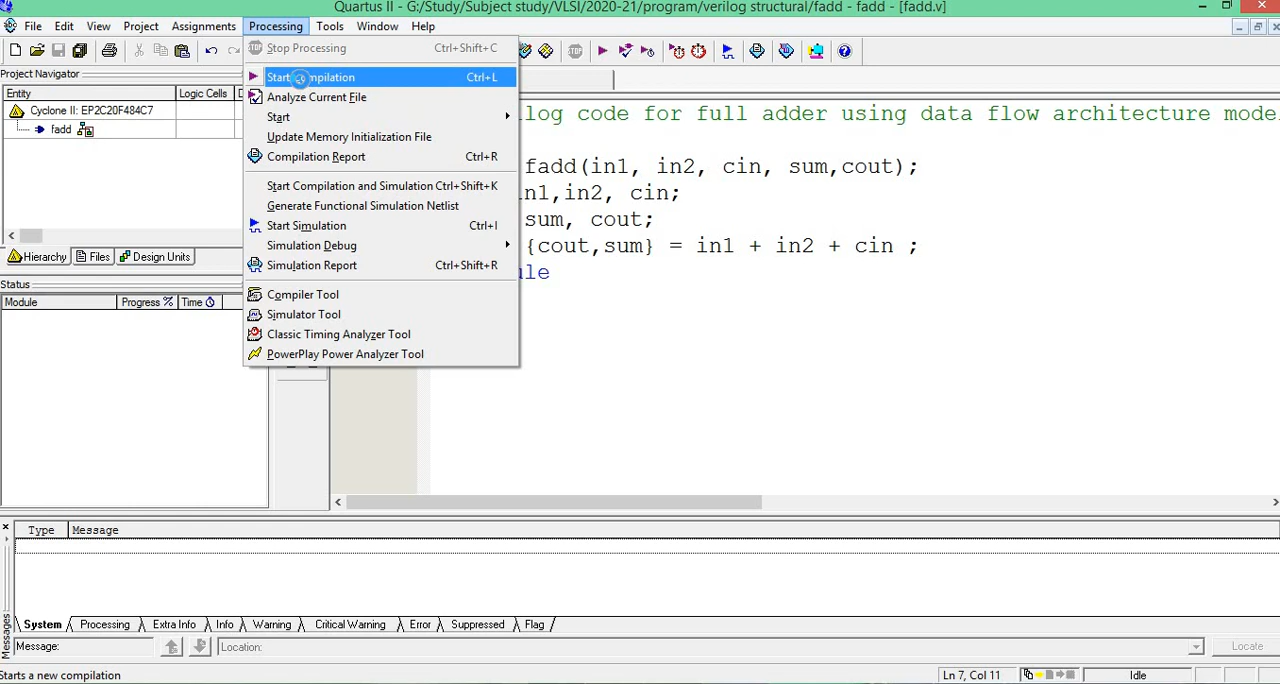 Quartus II - G:/Study/Subject study/VLSI/2020-21/program/verilog structural/fadd - fadd - [fadd.v]
File Edit View Project Assignments Processing Tools Window Help
Stop Processing Ctrl+Shift+C
Project Navigator
Entity Logic Cells
Cyclone II: EP2C20F484C7
fadd
Hierarchy Files Design Units
Status
Module Progress % Time
Start Compilation Ctrl+L
Analyze Current File
Start
Update Memory Initialization File
Compilation Report Ctrl+R
Start Compilation and Simulation Ctrl+Shift+K
Generate Functional Simulation Netlist
Start Simulation Ctrl+I
Simulation Debug
Simulation Report Ctrl+Shift+R
Compiler Tool
Simulator Tool
Classic Timing Analyzer Tool
PowerPlay Power Analyzer Tool
log code for full adder using data flow architecture model
fadd(in1, in2, cin, sum,cout);
in1,in2, cin;
sum, cout;
{cout,sum} = in1 + in2 + cin ;
ule
Type Message
System Processing Extra Info Info Warning Critical Warning Error Suppressed Flag
Messages
Message: Location: Locate
Starts a new compilation Ln 7, Col 11 Idle